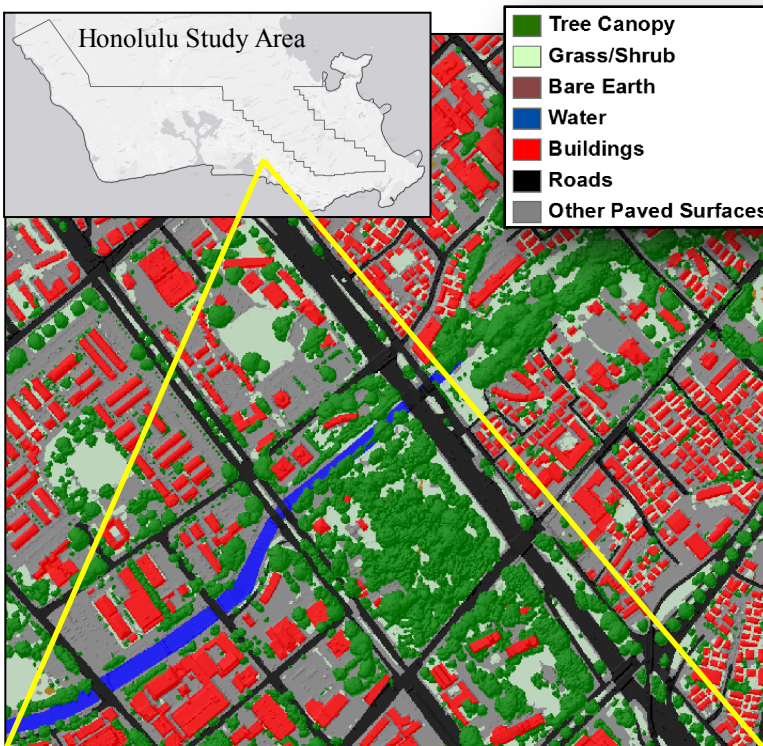 Honolulu Study Area
Tree Canopy
Grass/Shrub
Bare Earth
Water
Buildings
Roads
Other Paved Surfaces